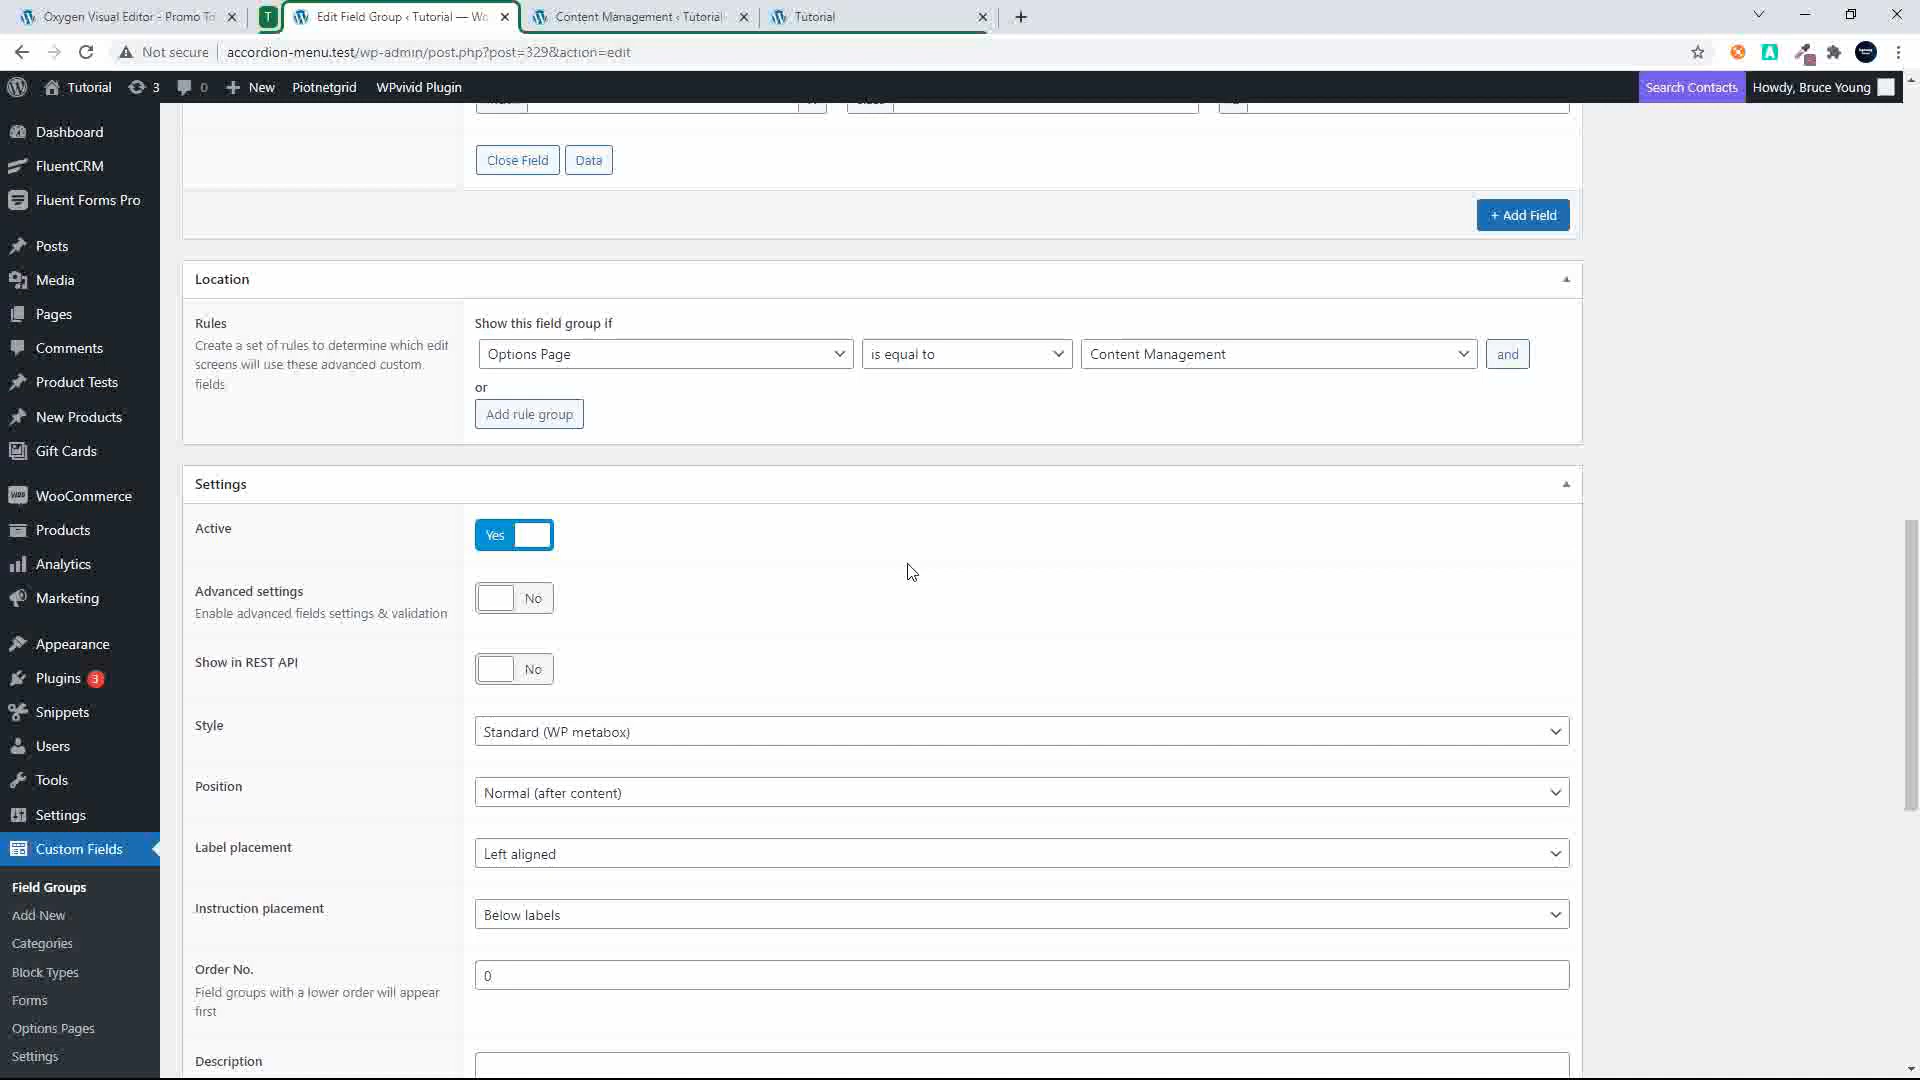 Oxygen Visual Editor - Promo To
T
Edit Field Group ‹ Tutorial — Wo
Content Management ‹ Tutorial
Tutorial
Not secure
accordion-menu.test/wp-admin/post.php?post=329&action=edit
Tutorial
3
0
New
Piotnetgrid
WPvivid Plugin
Search Contacts
Howdy, Bruce Young
Dashboard
FluentCRM
Fluent Forms Pro
Posts
Media
Pages
Comments
Product Tests
New Products
Gift Cards
WooCommerce
Products
Analytics
Marketing
Appearance
Plugins 3
Snippets
Users
Tools
Settings
Custom Fields
Field Groups
Add New
Categories
Block Types
Forms
Options Pages
Settings
Close Field
Data
+ Add Field
Location
Rules
Create a set of rules to determine which edit
screens will use these advanced custom
fields
Show this field group if
Options Page
is equal to
Content Management
and
or
Add rule group
Settings
Active
Yes
Advanced settings
Enable advanced fields settings & validation
No
Show in REST API
No
Style
Standard (WP metabox)
Position
Normal (after content)
Label placement
Left aligned
Instruction placement
Below labels
Order No.
Field groups with a lower order will appear
first
0
Description